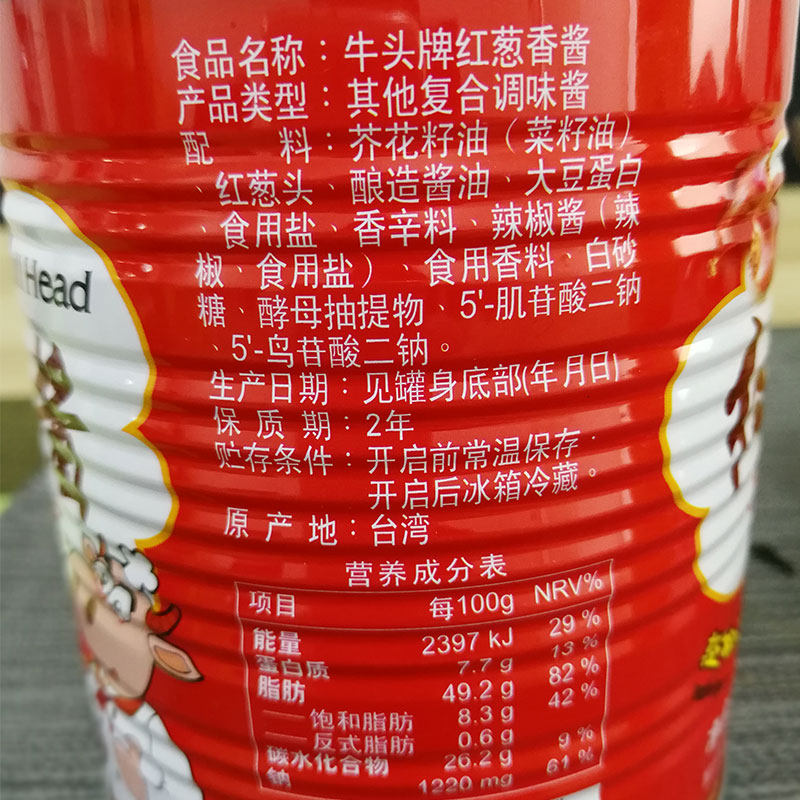 食品名称：牛头牌红葱香酱
产品类型：其他复合调味酱
配 料：芥花籽油（菜籽油）
、红葱头、酿造酱油、大豆蛋白
、食用盐、香辛料、辣椒酱（辣
椒、食用盐）、食用香料、白砂
糖、酵母抽提物、5'-肌苷酸二钠
、5'-鸟苷酸二钠。
生产日期：见罐身底部(年月日)
保 质 期：2年
贮存条件：开启前常温保存，
开启后冰箱冷藏。
原 产 地：台湾
营养成分表
项目 每100g NRV%
能量 2397 kJ 29 %
蛋白质 7.7 g 13 %
脂肪 49.2 g 82 %
——饱和脂肪 8.3 g 42 %
——反式脂肪 0.6 g
碳水化合物 26.2 g 9 %
钠 1220 mg 61 %
Head